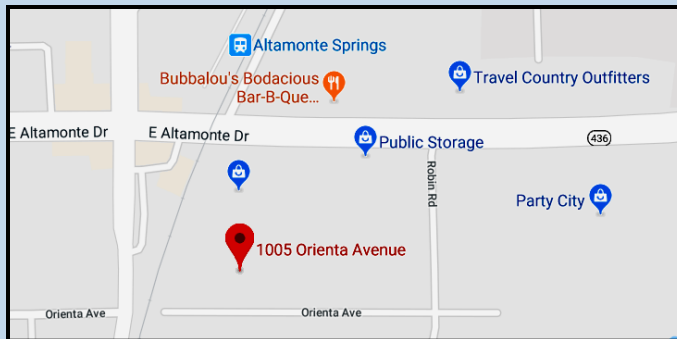 Altamonte Springs
Bubbalou's Bodacious
Bar-B-Que...
Travel Country Outfitters
E Altamonte Dr
E Altamonte Dr
Public Storage
436
Robin Rd
Party City
1005 Orienta Avenue
Orienta Ave
Orienta Ave